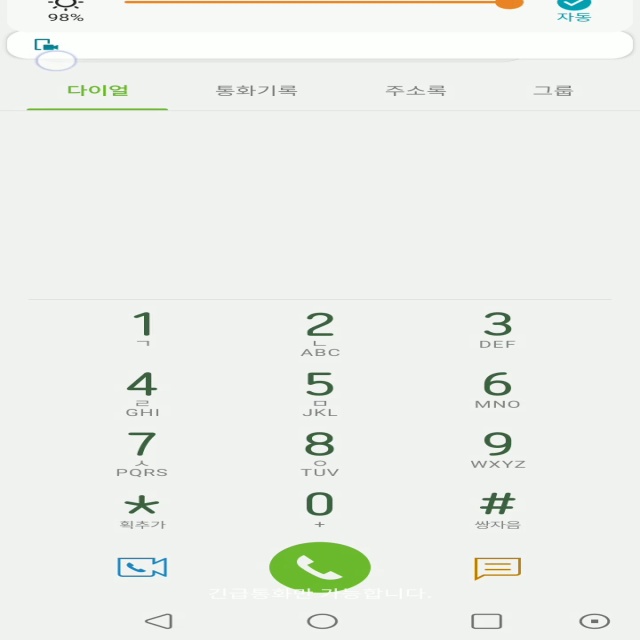 98%
자동
다이얼 통화기록 주소록 그룹
1 2 3
ㄱ ㄴ DEF
ABC
4 5 6
ㄹ ㅁ MNO
GHI JKL
7 8 9
ㅅ ㅇ WXYZ
PQRS TUV
* 0 #
획추가 + 쌍자음
긴급통화만 가능합니다.